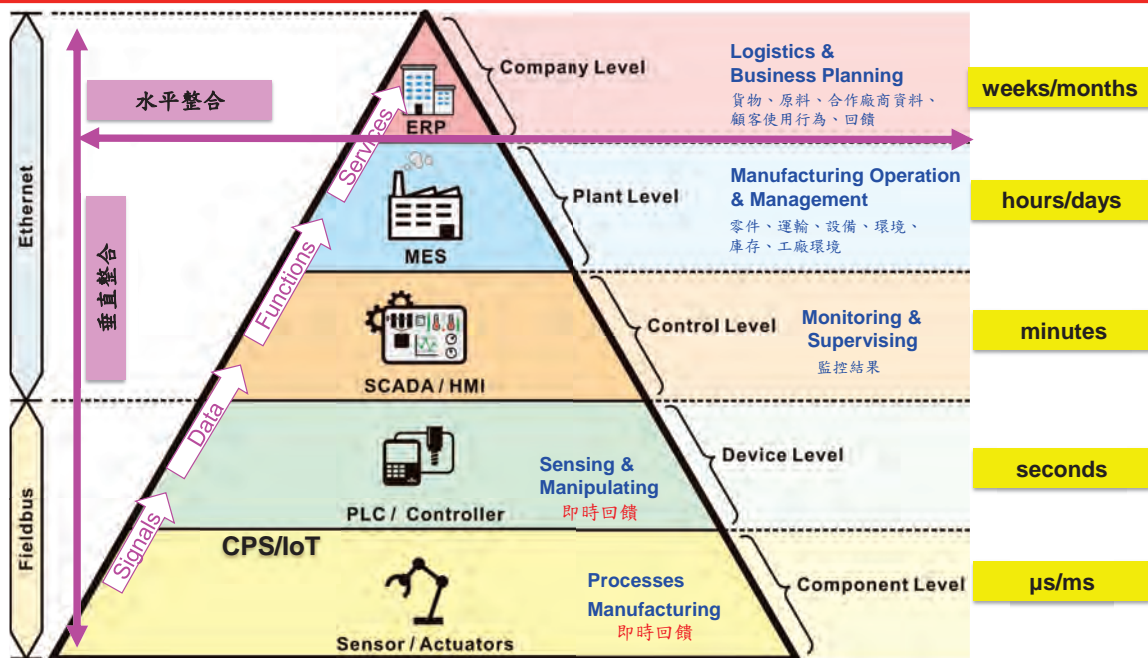 Logistics &
Business Planning
貨物、原料、合作廠商資料、
顧客使用行為、回饋
Company Level
weeks/months
水平整合
ERP
Services
Manufacturing Operation
& Management
零件、運輸、設備、環境、
庫存、工廠環境
Plant Level
hours/days
Ethernet
垂直整合
MES
Functions
Control Level
Monitoring &
Supervising
監控結果
minutes
SCADA / HMI
Data
Device Level
Sensing &
Manipulating
即時回饋
seconds
PLC / Controller
Fieldbus
Signals
CPS/IoT
Component Level
Processes
Manufacturing
即時回饋
μs/ms
Sensor / Actuators